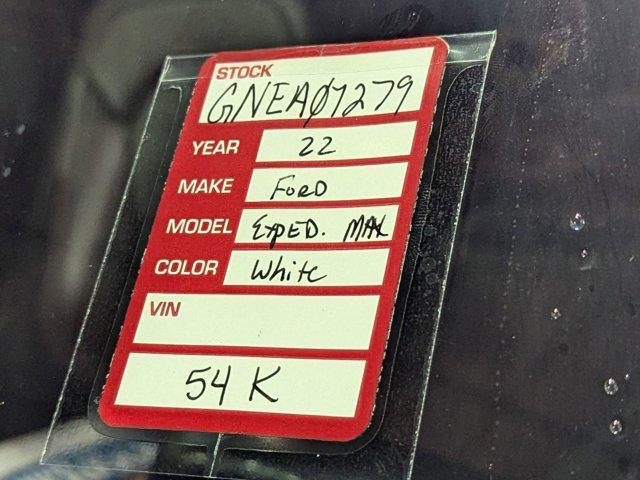 STOCK
GNEA07279
YEAR 22
MAKE FORD
MODEL EXPED. MAX
COLOR White
VIN
54 K